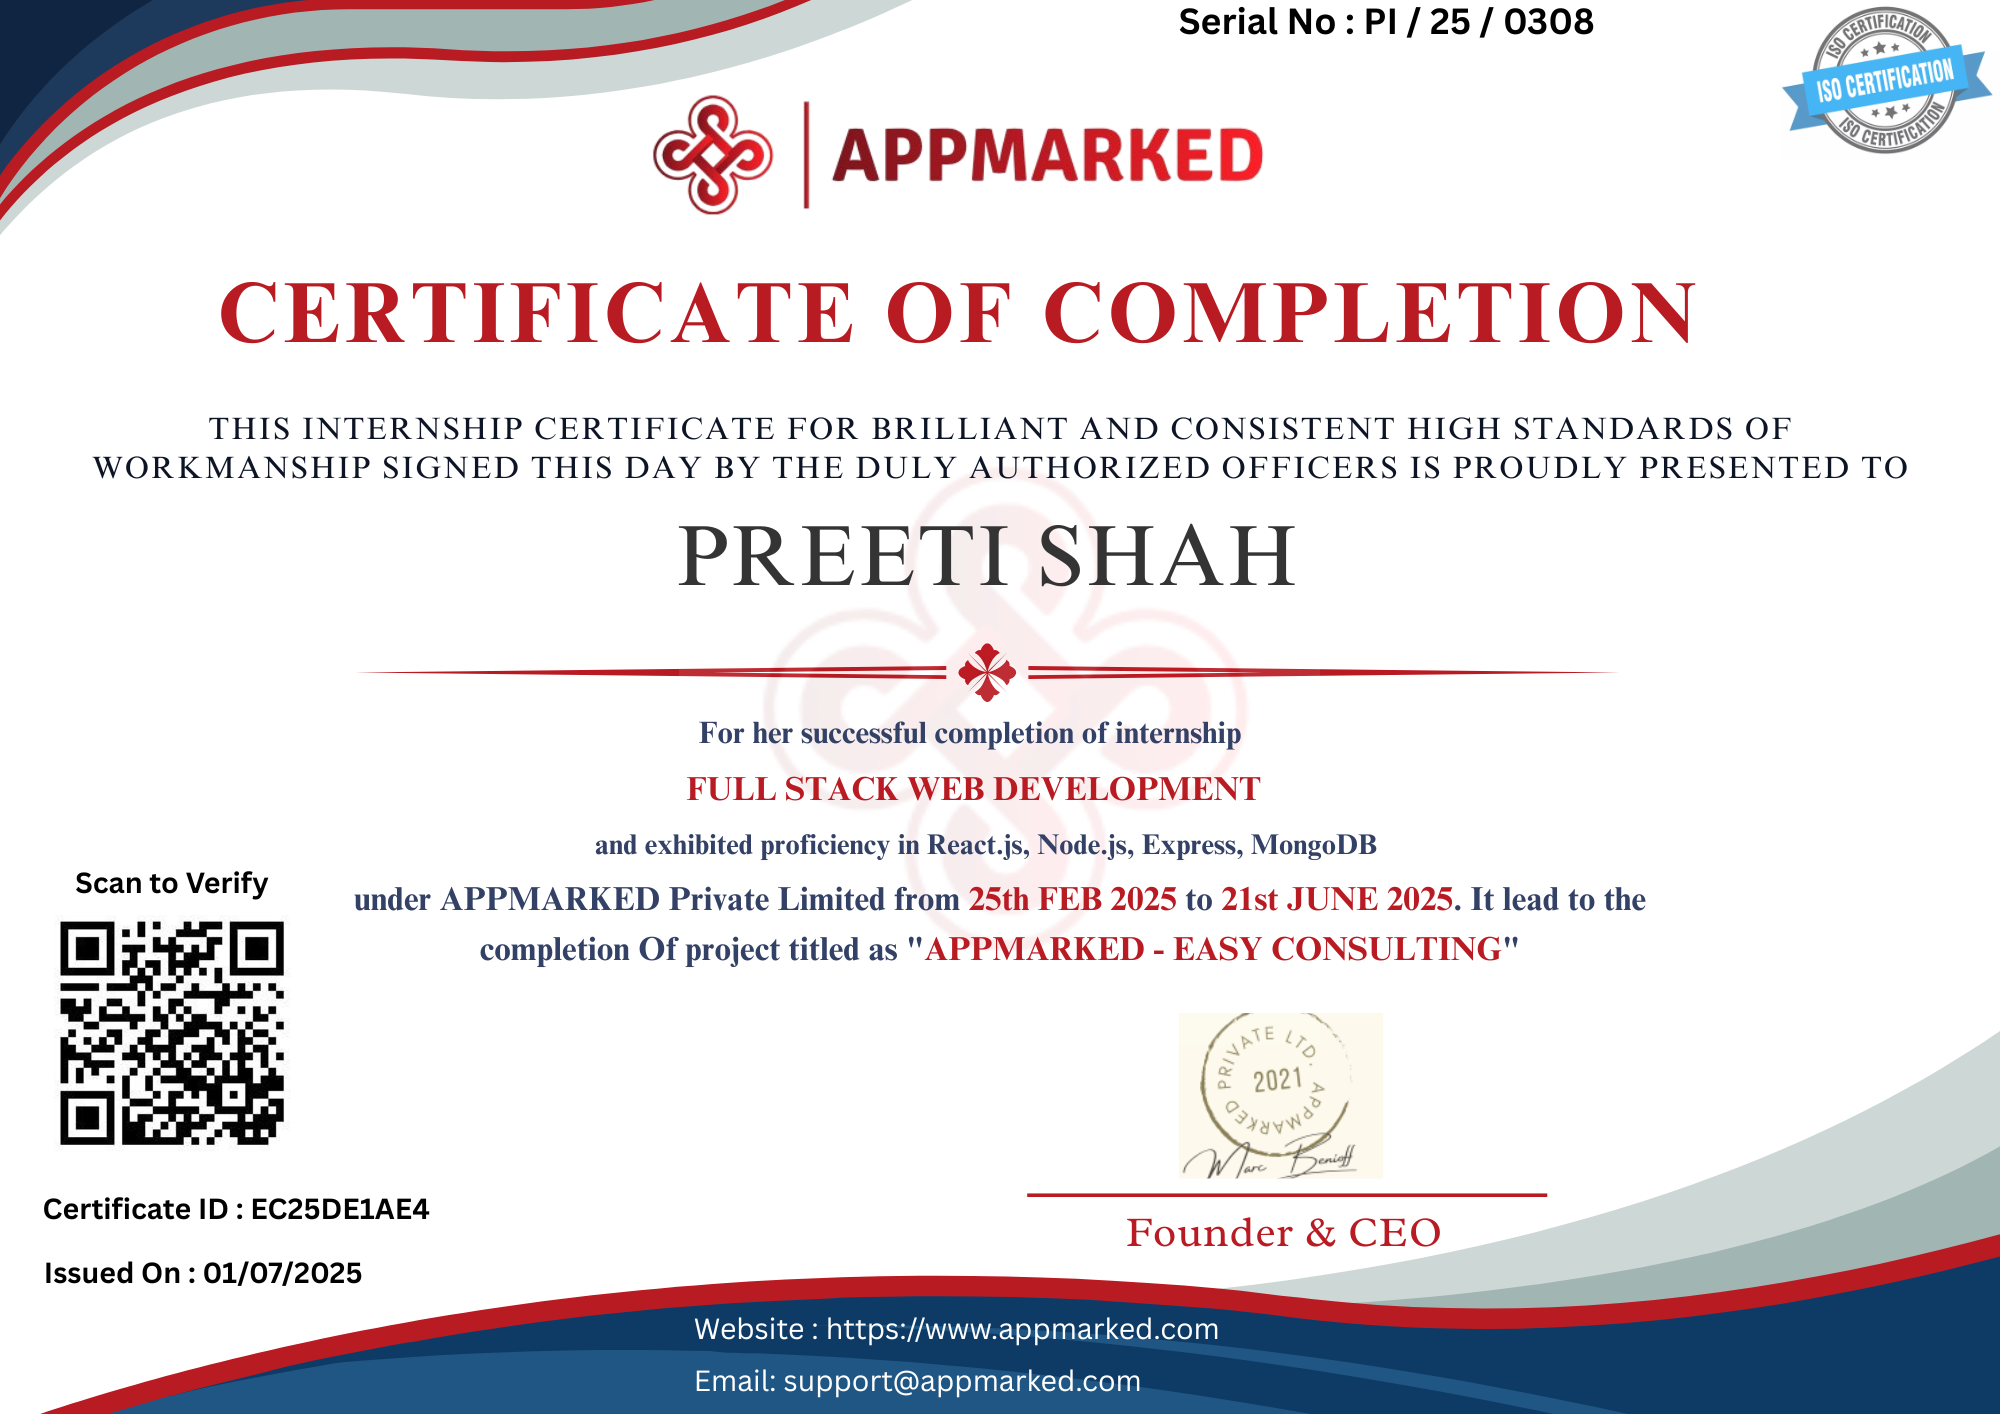 Serial No : PI / 25 / 0308
ISO CERTIFICATION
ISO CERTIFICATION
ISO CERTIFICATION
APPMARKED
CERTIFICATE OF COMPLETION
THIS INTERNSHIP CERTIFICATE FOR BRILLIANT AND CONSISTENT HIGH STANDARDS OF
WORKMANSHIP SIGNED THIS DAY BY THE DULY AUTHORIZED OFFICERS IS PROUDLY PRESENTED TO
PREETI SHAH
For her successful completion of internship
FULL STACK WEB DEVELOPMENT
and exhibited proficiency in React.js, Node.js, Express, MongoDB
under APPMARKED Private Limited from 25th FEB 2025 to 21st JUNE 2025. It lead to the
completion Of project titled as "APPMARKED - EASY CONSULTING"
Scan to Verify
Certificate ID : EC25DE1AE4
Issued On : 01/07/2025
APPMARKED PRIVATE LTD.
2021
Marc Benioff
Founder & CEO
Website : https://www.appmarked.com
Email: support@appmarked.com